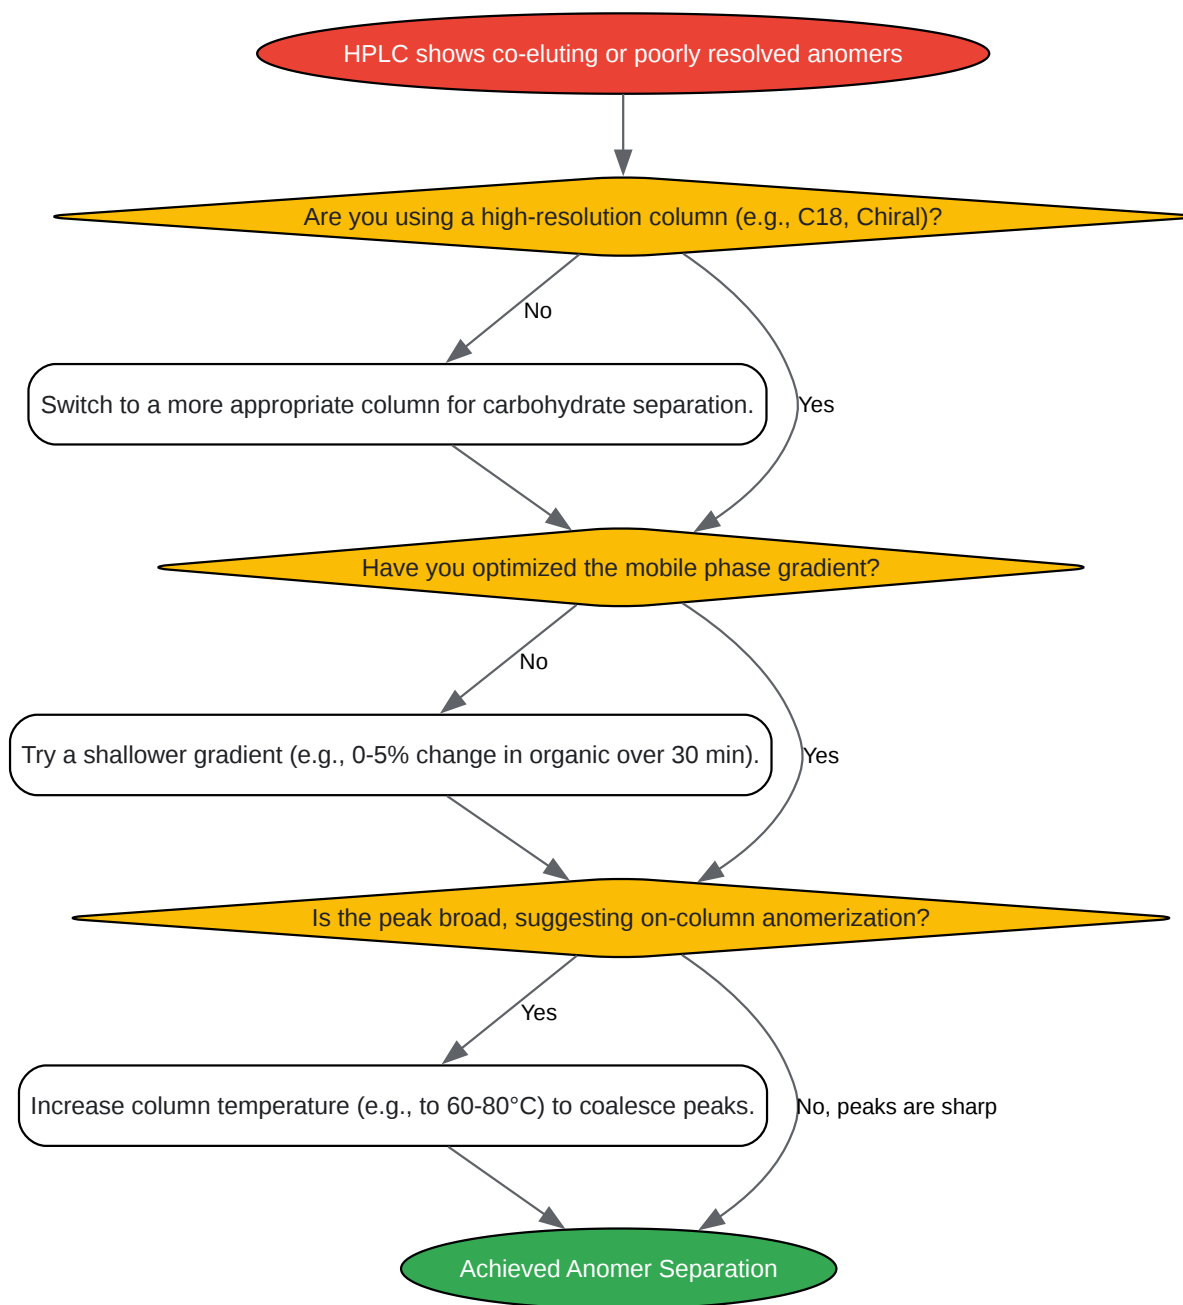 HPLC shows co-eluting or poorly resolved anomers
Are you using a high-resolution column (e.g., C18, Chiral)?
No
Switch to a more appropriate column for carbohydrate separation.
Yes
Have you optimized the mobile phase gradient?
No
Try a shallower gradient (e.g., 0-5% change in organic over 30 min).
Yes
Is the peak broad, suggesting on-column anomerization?
Yes
Increase column temperature (e.g., to 60-80°C) to coalesce peaks.
No, peaks are sharp
Achieved Anomer Separation